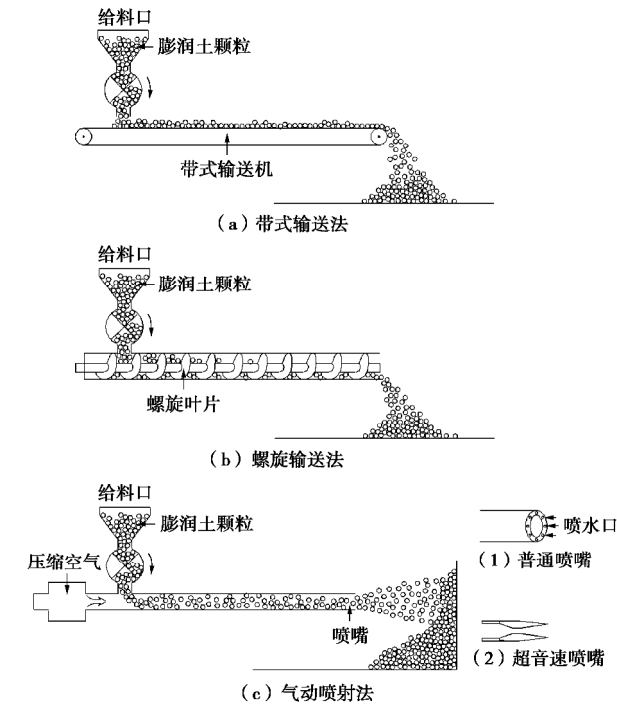 给料口
膨润土颗粒
带式输送机
（a）带式输送法
给料口
膨润土颗粒
螺旋叶片
（b）螺旋输送法
给料口
膨润土颗粒
压缩空气
喷嘴
喷水口
（1）普通喷嘴
（2）超音速喷嘴
（c）气动喷射法